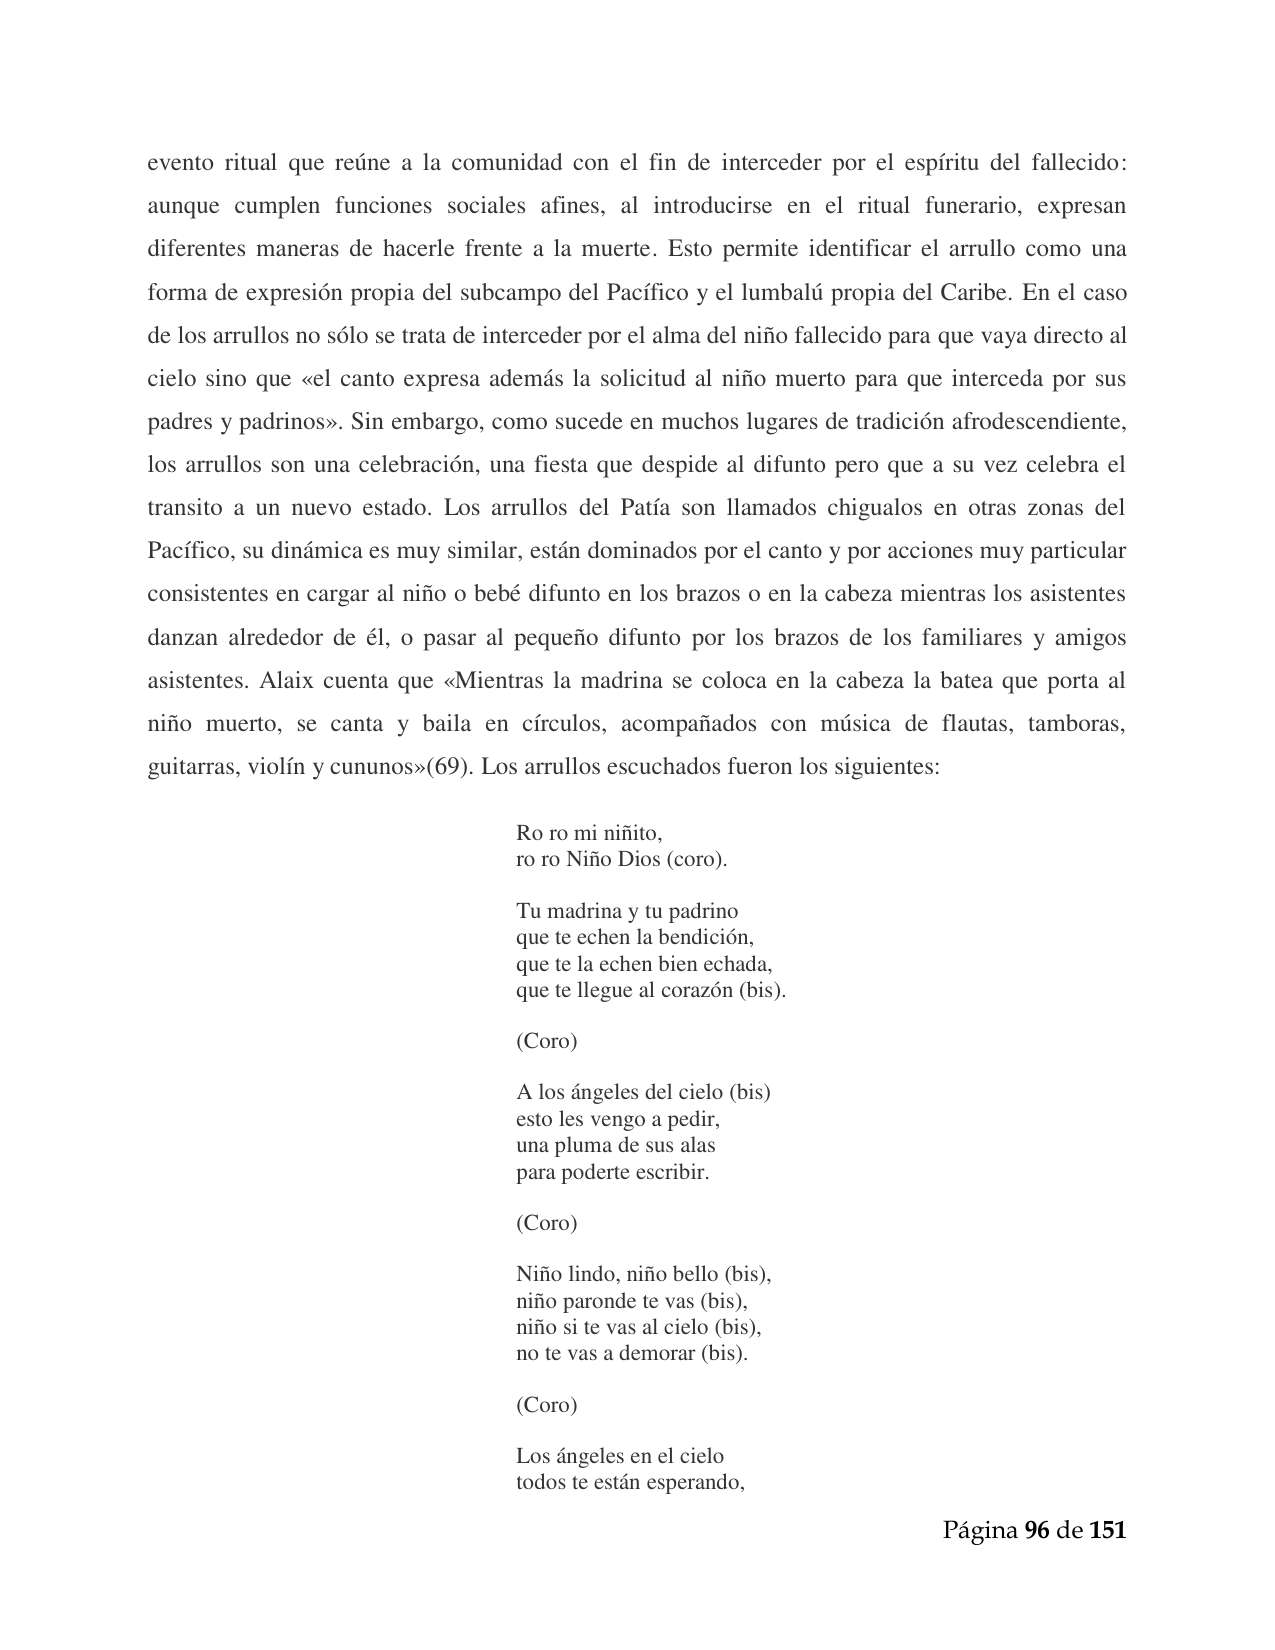 evento ritual que reúne a la comunidad con el fin de interceder por el espíritu del fallecido:
aunque cumplen funciones sociales afines, al introducirse en el ritual funerario, expresan
diferentes maneras de hacerle frente a la muerte. Esto permite identificar el arrullo como una
forma de expresión propia del subcampo del Pacífico y el lumbalú propia del Caribe. En el caso
de los arrullos no sólo se trata de interceder por el alma del niño fallecido para que vaya directo al
cielo sino que «el canto expresa además la solicitud al niño muerto para que interceda por sus
padres y padrinos». Sin embargo, como sucede en muchos lugares de tradición afrodescendiente,
los arrullos son una celebración, una fiesta que despide al difunto pero que a su vez celebra el
transito a un nuevo estado. Los arrullos del Patía son llamados chigualos en otras zonas del
Pacífico, su dinámica es muy similar, están dominados por el canto y por acciones muy particular
consistentes en cargar al niño o bebé difunto en los brazos o en la cabeza mientras los asistentes
danzan alrededor de él, o pasar al pequeño difunto por los brazos de los familiares y amigos
asistentes. Alaix cuenta que «Mientras la madrina se coloca en la cabeza la batea que porta al
niño muerto, se canta y baila en círculos, acompañados con música de flautas, tamboras,
guitarras, violín y cununos»(69). Los arrullos escuchados fueron los siguientes:
Ro ro mi niñito,
ro ro Niño Dios (coro).
Tu madrina y tu padrino
que te echen la bendición,
que te la echen bien echada,
que te llegue al corazón (bis).
(Coro)
A los ángeles del cielo (bis)
esto les vengo a pedir,
una pluma de sus alas
para poderte escribir.
(Coro)
Niño lindo, niño bello (bis),
niño paronde te vas (bis),
niño si te vas al cielo (bis),
no te vas a demorar (bis).
(Coro)
Los ángeles en el cielo
todos te están esperando,
Página 96 de 151